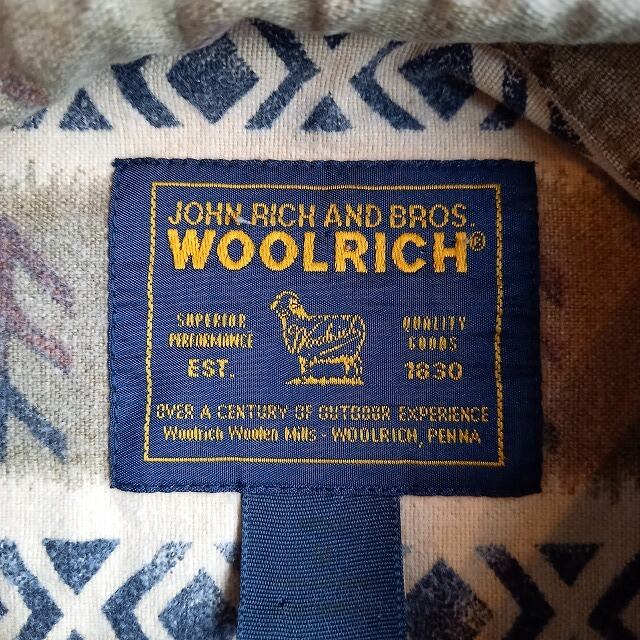 JOHN RICH AND BROS.
WOOLRICH®
SUPERIOR
PERFORMANCE
EST.
Woolrich
QUALITY
GOODS
1830
OVER A CENTURY OF OUTDOOR EXPERIENCE
Woolrich Woolen Mills - WOOLRICH, PENNA